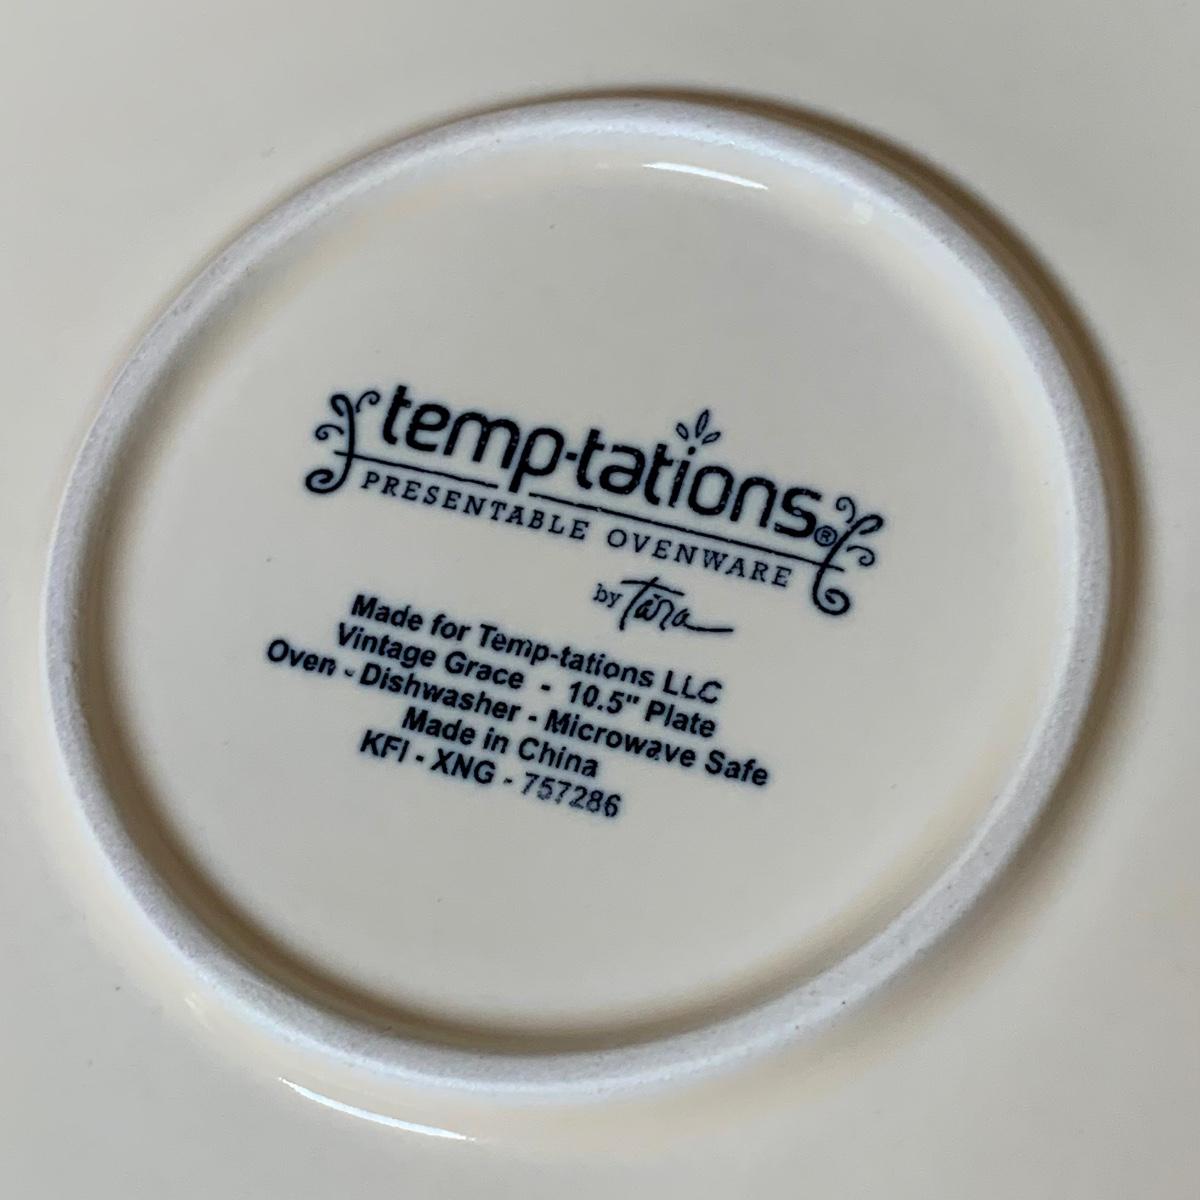 temp-tations®
PRESENTABLE OVENWARE
by Tara
Made for Temp-tations LLC
Vintage Grace - 10.5" Plate
Oven - Dishwasher - Microwave Safe
Made in China
KFI - XNG - 757286